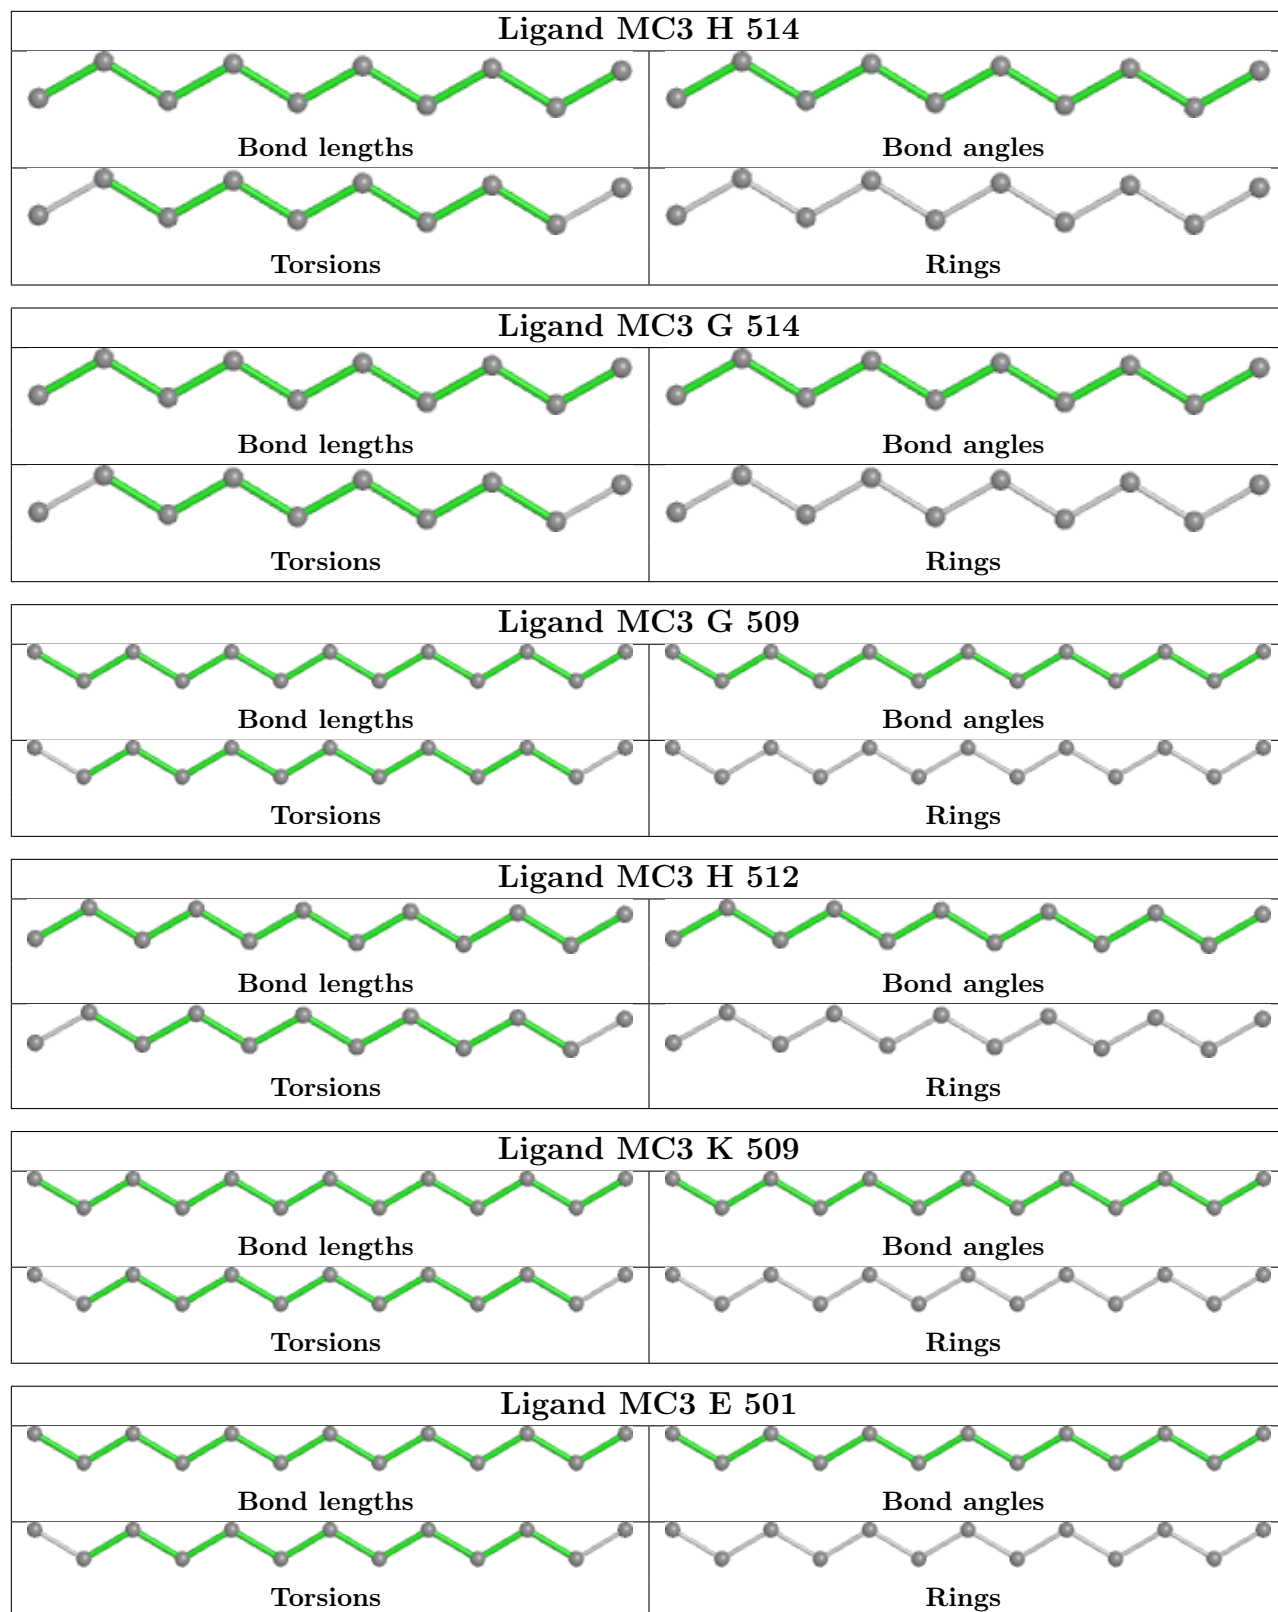 Ligand MC3 H 514
Bond lengths Bond angles
Torsions Rings
Ligand MC3 G 514
Bond lengths Bond angles
Torsions Rings
Ligand MC3 G 509
Bond lengths Bond angles
Torsions Rings
Ligand MC3 H 512
Bond lengths Bond angles
Torsions Rings
Ligand MC3 K 509
Bond lengths Bond angles
Torsions Rings
Ligand MC3 E 501
Bond lengths Bond angles
Torsions Rings